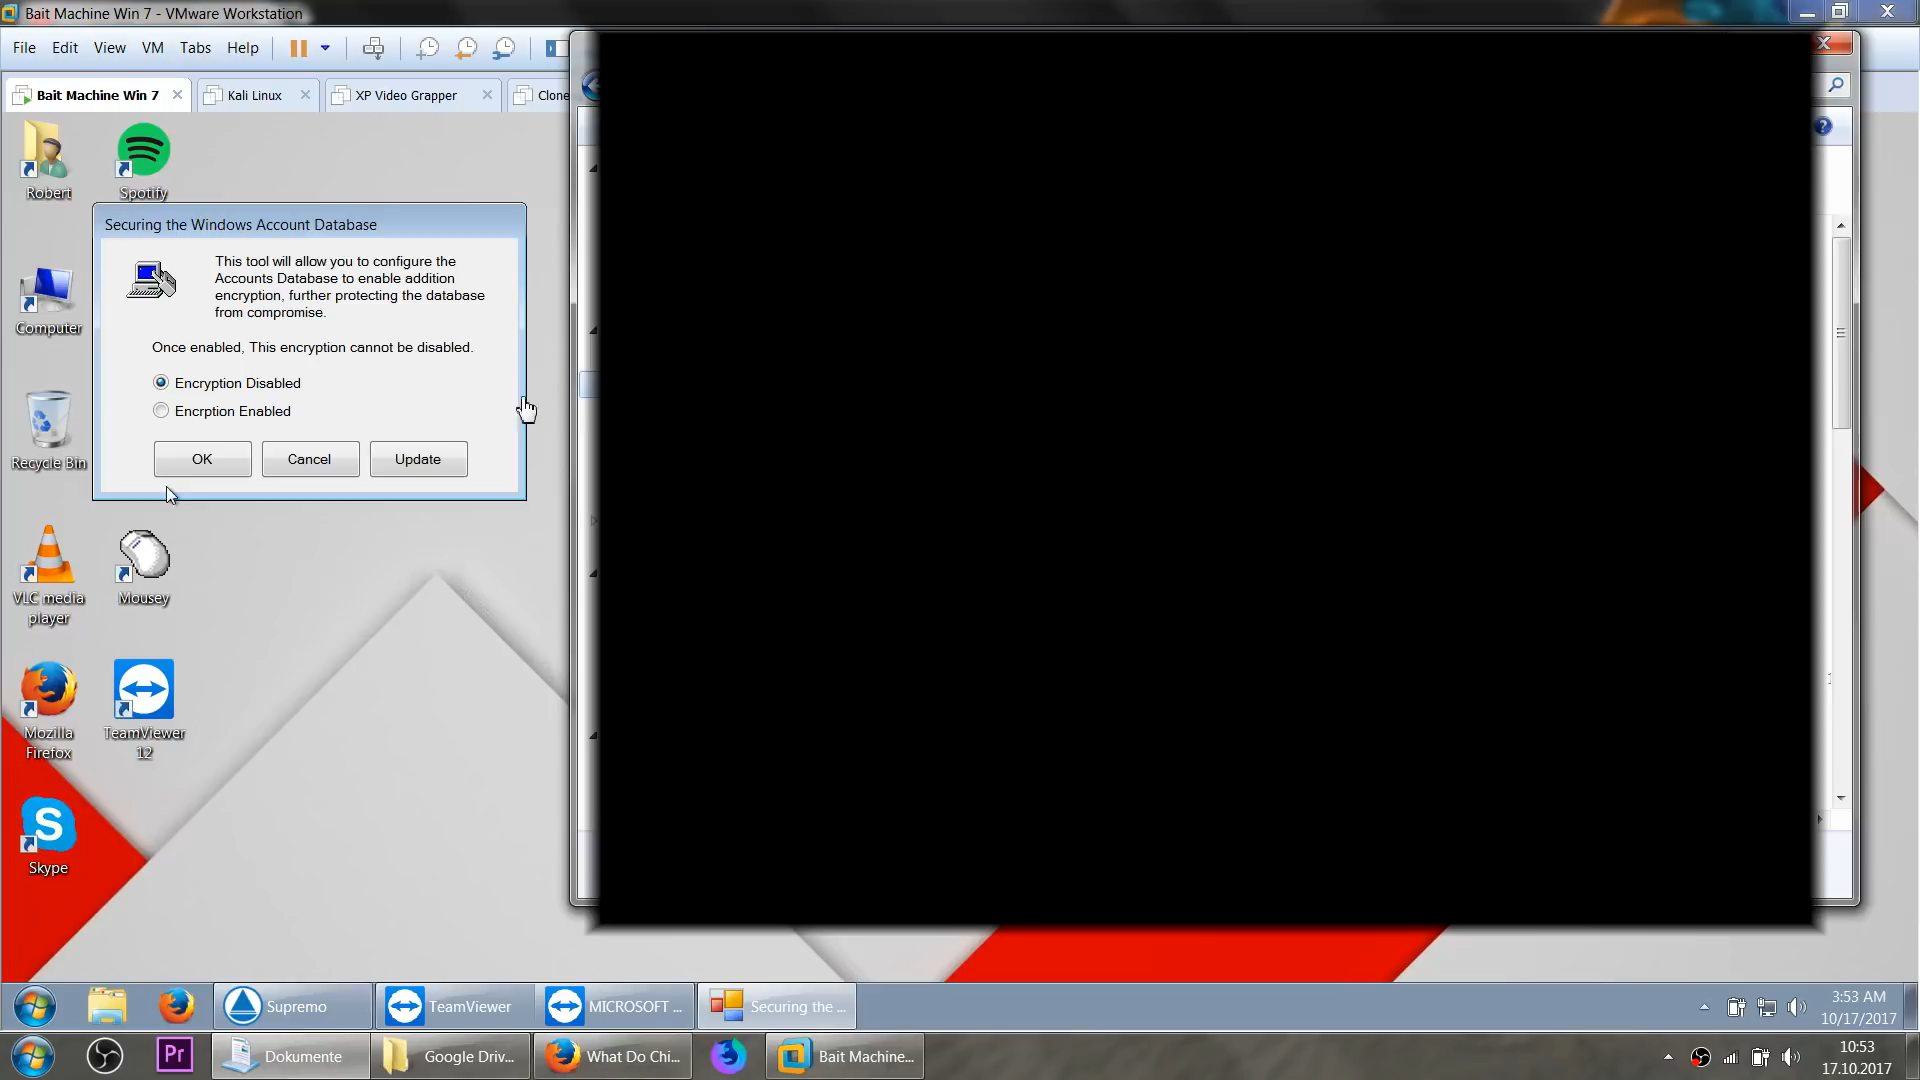 Bait Machine Win 7 - VMware Workstation
File Edit View VM Tabs Help
Bait Machine Win 7
Kali Linux
XP Video Grapper
Clone
Robert
Spotify
Securing the Windows Account Database
This tool will allow you to configure the
Accounts Database to enable addition
encryption, further protecting the database
from compromise.
Once enabled, This encryption cannot be disabled.
Encryption Disabled
Encrption Enabled
OK Cancel Update
Computer
Recycle Bin
VLC media
player
Mousey
Mozilla
Firefox
TeamViewer
12
Skype
Supremo
TeamViewer
MICROSOFT ...
Securing the ...
3:53 AM
10/17/2017
Pr
Dokumente
Google Driv...
What Do Chi...
Bait Machine...
10:53
17.10.2017